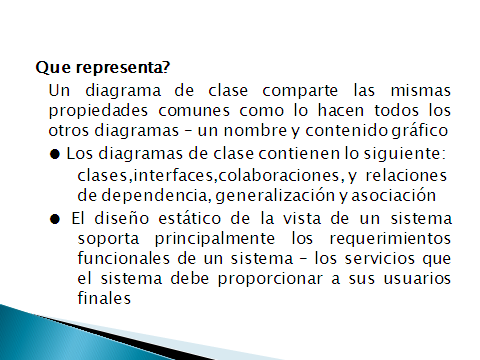 Que representa?
Un diagrama de clase comparte las mismas
propiedades comunes como lo hacen todos los
otros diagramas – un nombre y contenido gráfico
● Los diagramas de clase contienen lo siguiente:
clases,interfaces,colaboraciones, y relaciones
de dependencia, generalización y asociación
● El diseño estático de la vista de un sistema
soporta principalmente los requerimientos
funcionales de un sistema – los servicios que
el sistema debe proporcionar a sus usuarios
finales